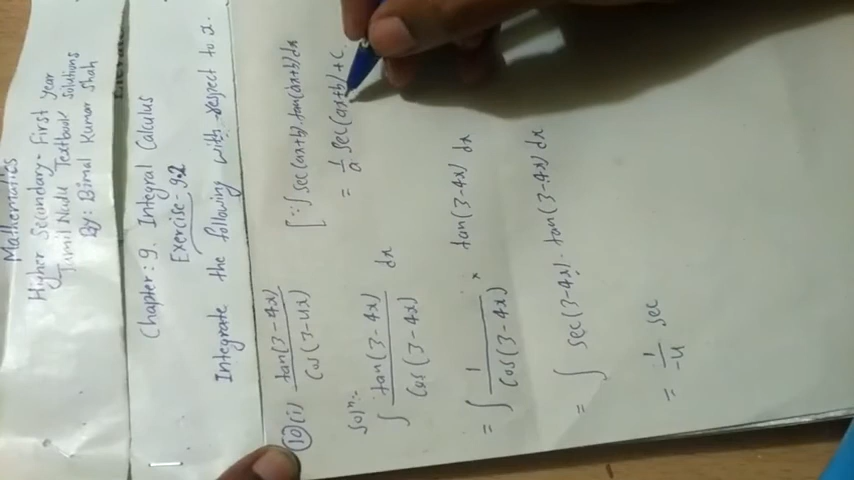 Mathematics
Higher Secondary- First Year
Tamil Nadu Textbook Solutions
By: Bimal Kumar Shah
Chapter: 9. Integral Calculus
Exercise- 9.2
Integrate the following with respect to x.
10 (i) tan(3-4x) / cos(3-4x)
[∵ ∫ sec(ax+b).tan(ax+b)dx
= 1/a sec(ax+b)+C.
Solⁿ:-
∫ tan(3-4x) / cos(3-4x) dx
= ∫ 1 / cos(3-4x) × tan(3-4x) dx
= ∫ sec(3-4x). tan(3-4x) dx
= 1/-4 sec